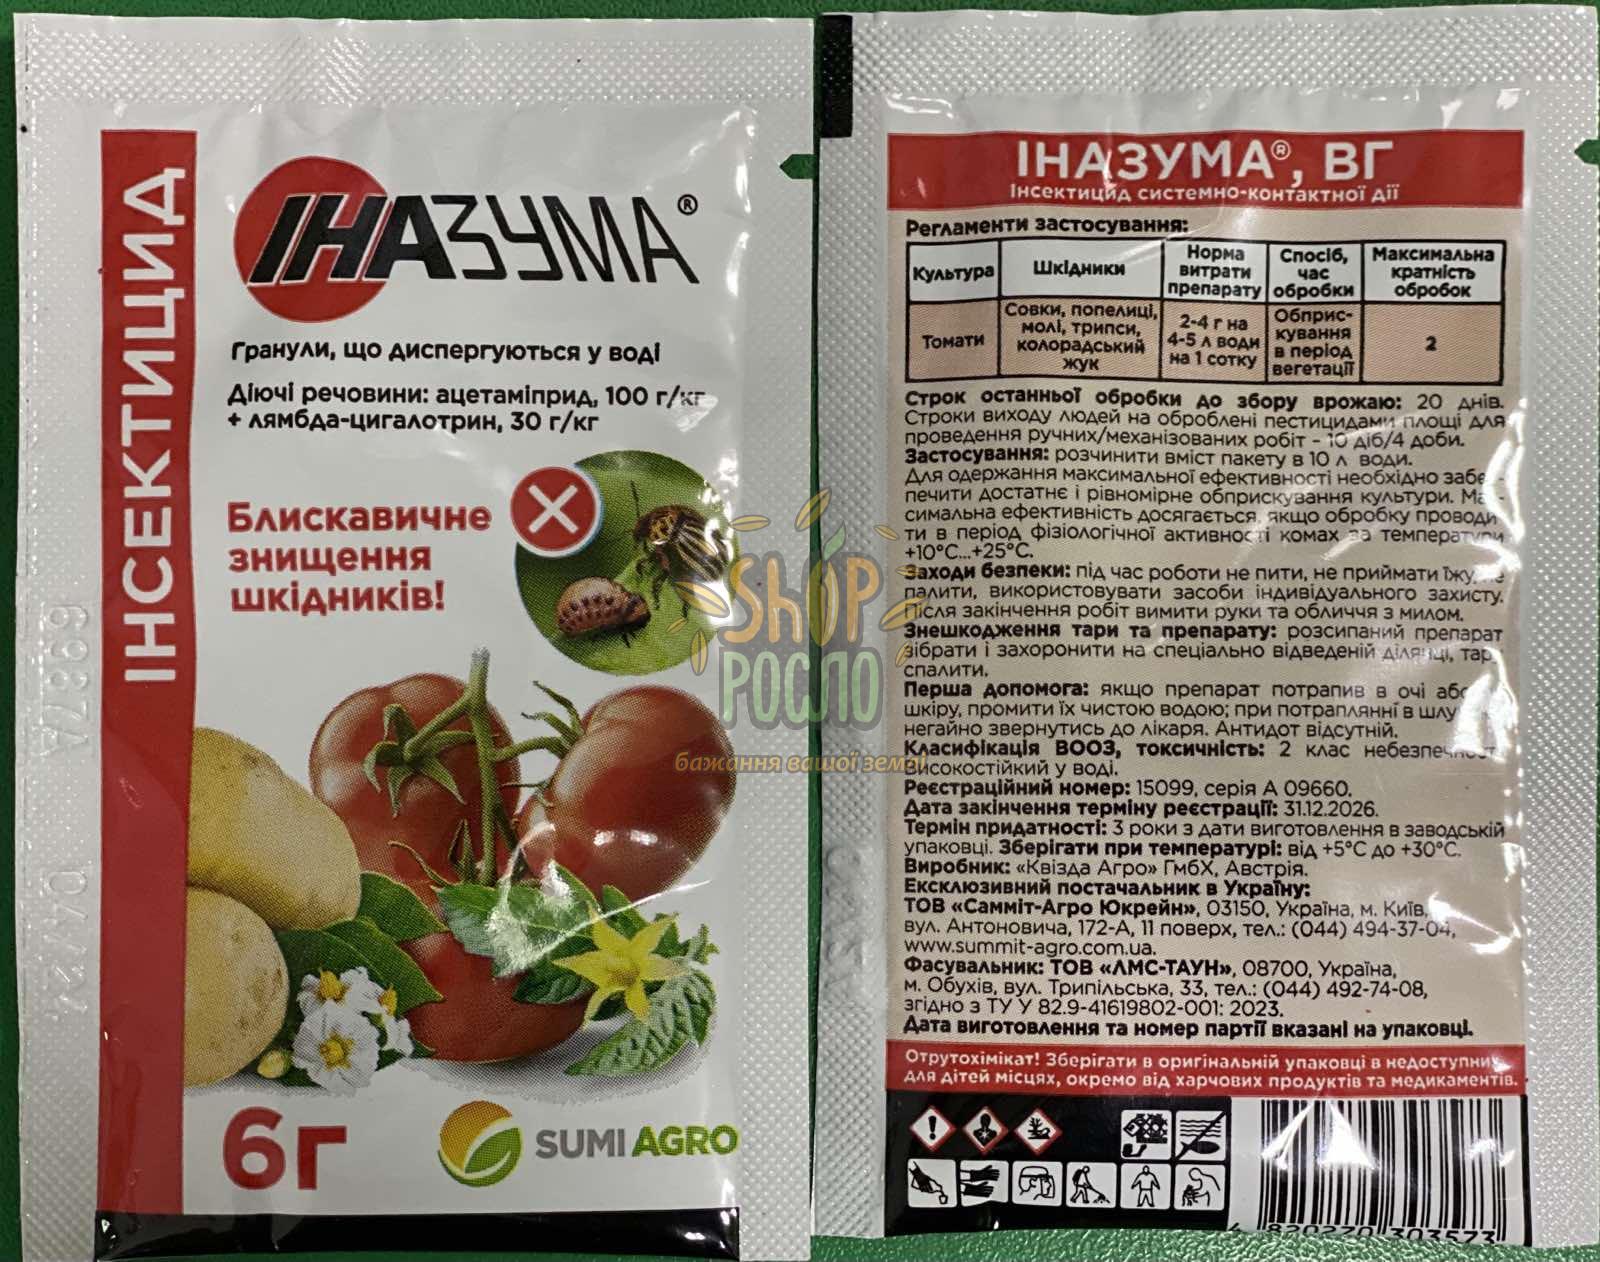 ІНСЕКТИЦИД
ІНАЗУМА®
Гранули, що диспергуються у воді
Діючі речовини: ацетаміприд, 100 г/кг
+ лямбда-цигалотрин, 30 г/кг
Блискавичне
знищення
шкідників!
6г
SUMI AGRO
ІНАЗУМА®, ВГ
Інсектицид системно-контактної дії
Регламенти застосування:
Культура
Шкідники
Норма витрати препарату
Спосіб, час обробки
Максимальна кратність обробок
Томати
Совки, попелиці, молі, трипси, колорадський жук
2-4 г на 4-5 л води на 1 сотку
Обприс-кування в період вегетації
2
Строк останньої обробки до збору врожаю: 20 днів.
Строки виходу людей на оброблені пестицидами площі для
проведення ручних/механізованих робіт - 10 діб/4 доби.
Застосування: розчинити вміст пакету в 10 л води.
Для одержання максимальної ефективності необхідно забе
печити достатнє і рівномірне обприскування культури.
симальна ефективність досягається, якщо обробку проводи
ти в період фізіологічної активності комах за температури
+10°C...+25°C.
Заходи безпеки: під час роботи не пити, не приймати їжу,
палити, використовувати засоби індивідуального захисту.
Після закінчення робіт вимити руки та обличчя з милом.
Знешкодження тари та препарату: розсипаний препарат
зібрати і захоронити на спеціально відведеній ділянці, тару
спалити.
Перша допомога: якщо препарат потрапив в очі або
шкіру, промити їх чистою водою; при потраплянні в
негайно звернутись до лікаря. Антидот відсутній.
Класифікація ВООЗ, токсичність: 2 клас небезпечності,
високостійкий у воді.
Реєстраційний номер: 15099, серія А 09660.
Дата закінчення терміну реєстрації: 31.12.2026.
Термін придатності: 3 роки з дати виготовлення в заводській
упаковці. Зберігати при температурі: від +5°C до +30°C.
Виробник: «Квізда Агро» ГмбХ, Австрія.
Ексклюзивний постачальник в Україну:
ТОВ «Самміт-Агро Юкрейн», 03150, Україна, м. Київ,
вул. Антоновича, 172-А, 11 поверх, тел.: (044) 494-37-04,
www.summit-agro.com.ua.
Фасувальник: ТОВ «ЛМС-ТАУН», 08700, Україна,
м. Обухів, вул. Трипільська, 33, тел.: (044) 492-74-08,
згідно з ТУ У 82.9-41619802-001: 2023.
Дата виготовлення та номер партії вказані на упаковці.
Отрутохімікат! Зберігати в оригінальній упаковці в недоступних
для дітей місцях, окремо від харчових продуктів та медикаментів.
4 820220 303573
SHOP
РОСЛО
бажання вашої землі